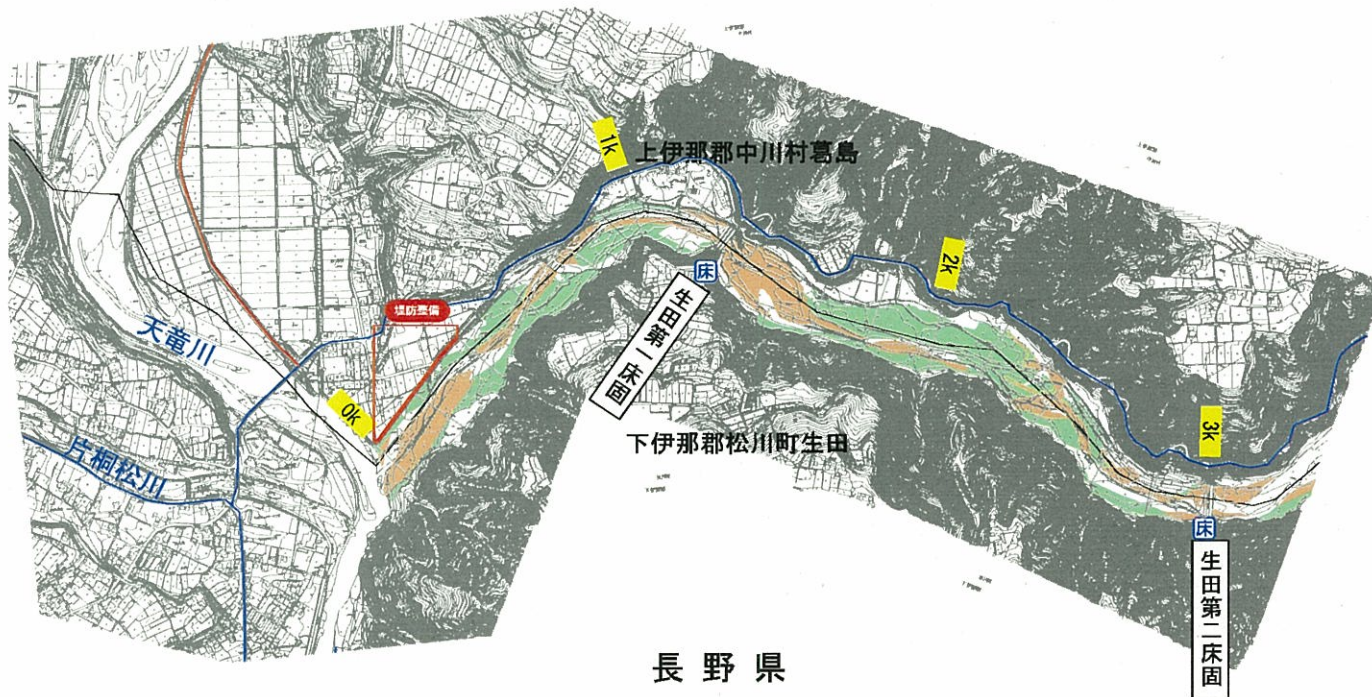 1k
上伊那郡中川村葛島
2k
床
堤防整備
生田第一床固
天竜川
0k
3k
下伊那郡松川町生田
片桐松川
床
生田第二床固
長野県